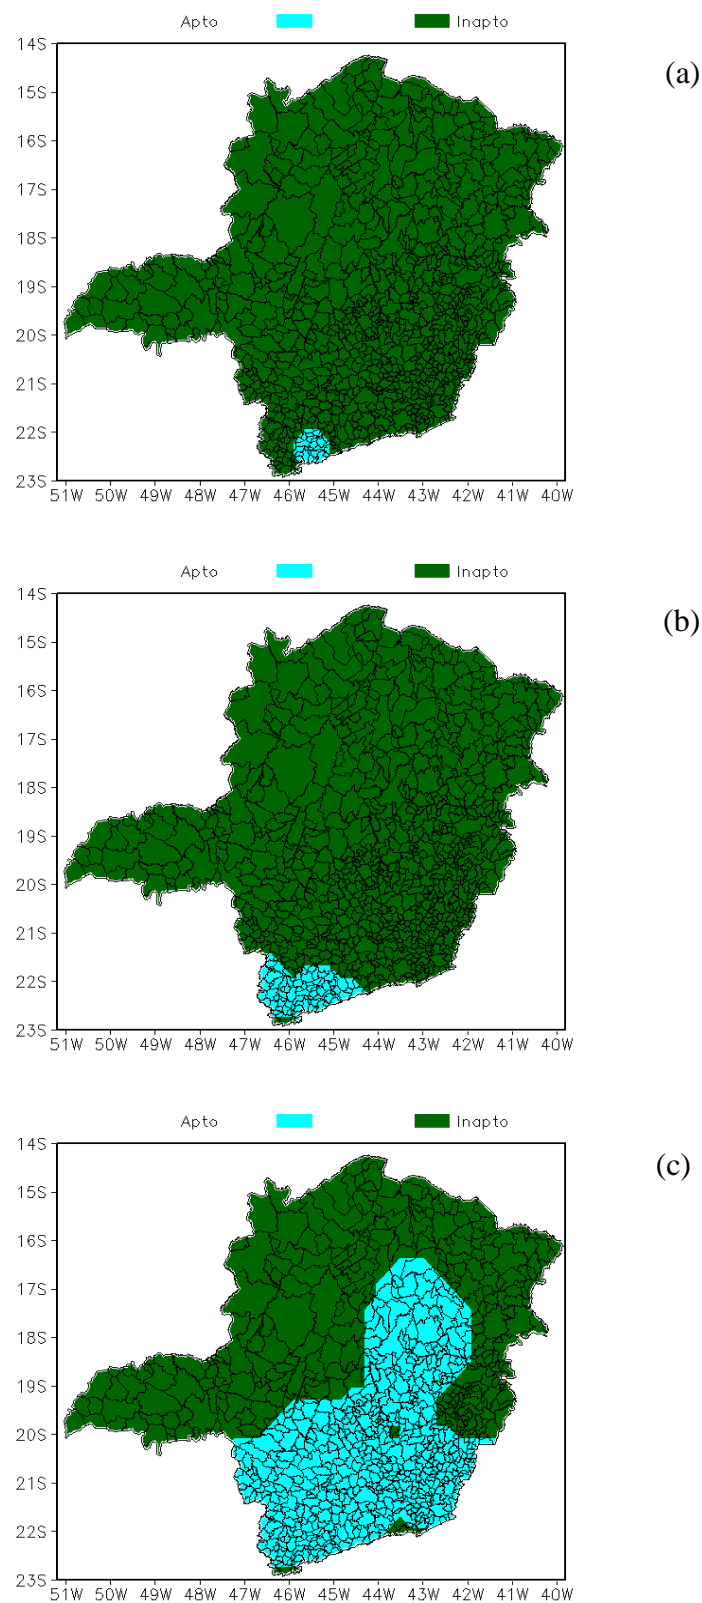 Apto Inapto
(a)
14S
15S
16S
17S
18S
19S
20S
21S
22S
23S
51W 50W 49W 48W 47W 46W 45W 44W 43W 42W 41W 40W
Apto Inapto
(b)
14S
15S
16S
17S
18S
19S
20S
21S
22S
23S
51W 50W 49W 48W 47W 46W 45W 44W 43W 42W 41W 40W
Apto Inapto
(c)
14S
15S
16S
17S
18S
19S
20S
21S
22S
23S
51W 50W 49W 48W 47W 46W 45W 44W 43W 42W 41W 40W